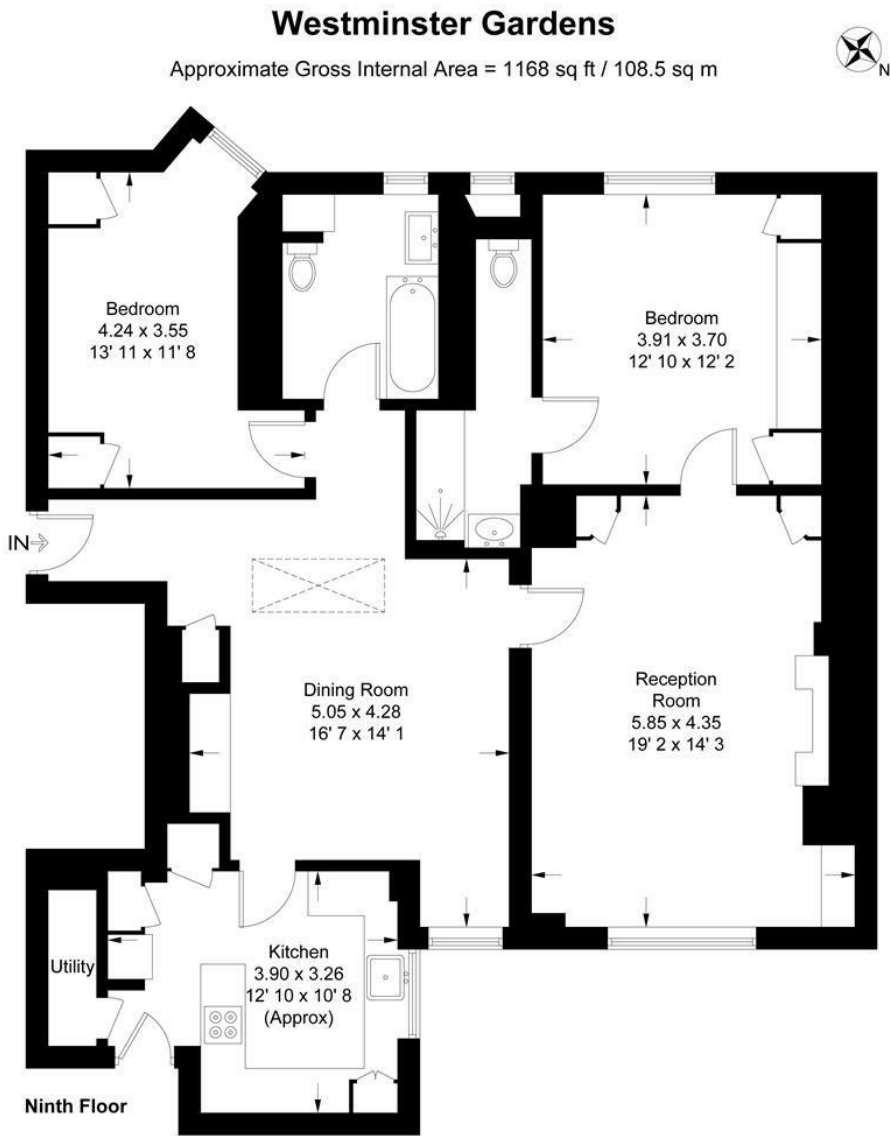 Westminster Gardens
Approximate Gross Internal Area = 1168 sq ft / 108.5 sq m
N
Bedroom
4.24 x 3.55
13' 11 x 11' 8
Bedroom
3.91 x 3.70
12' 10 x 12' 2
IN
Dining Room
5.05 x 4.28
16' 7 x 14' 1
Reception
Room
5.85 x 4.35
19' 2 x 14' 3
Utility
Kitchen
3.90 x 3.26
12' 10 x 10' 8
(Approx)
Ninth Floor